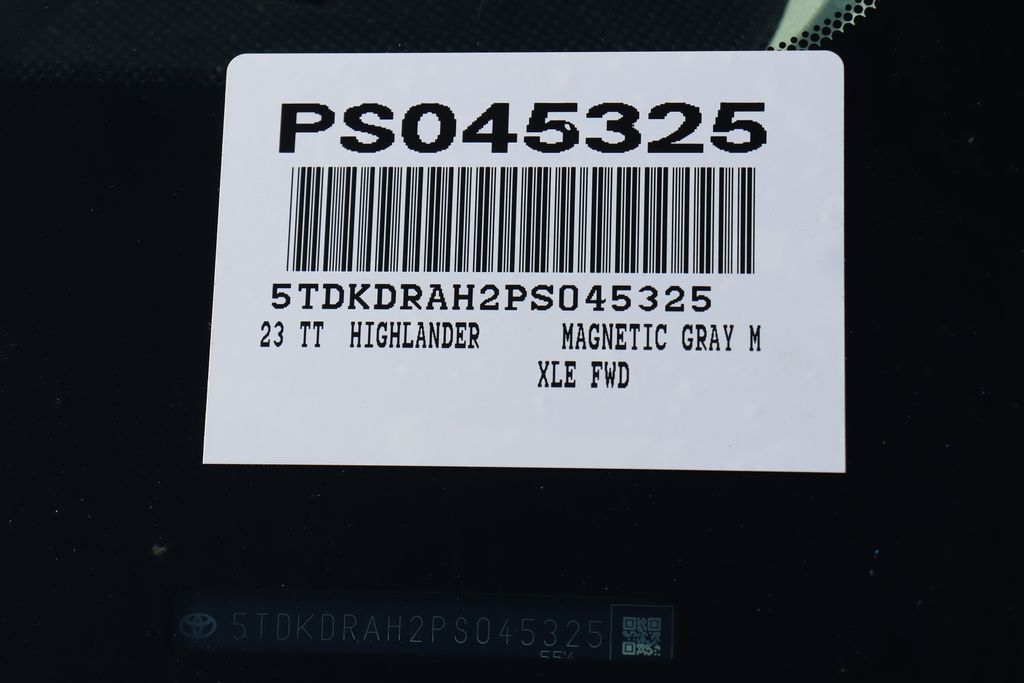 PS045325
5TDKDRAH2PS045325
23 TT HIGHLANDER MAGNETIC GRAY M
XLE FWD
5TDKDRAH2PS045325